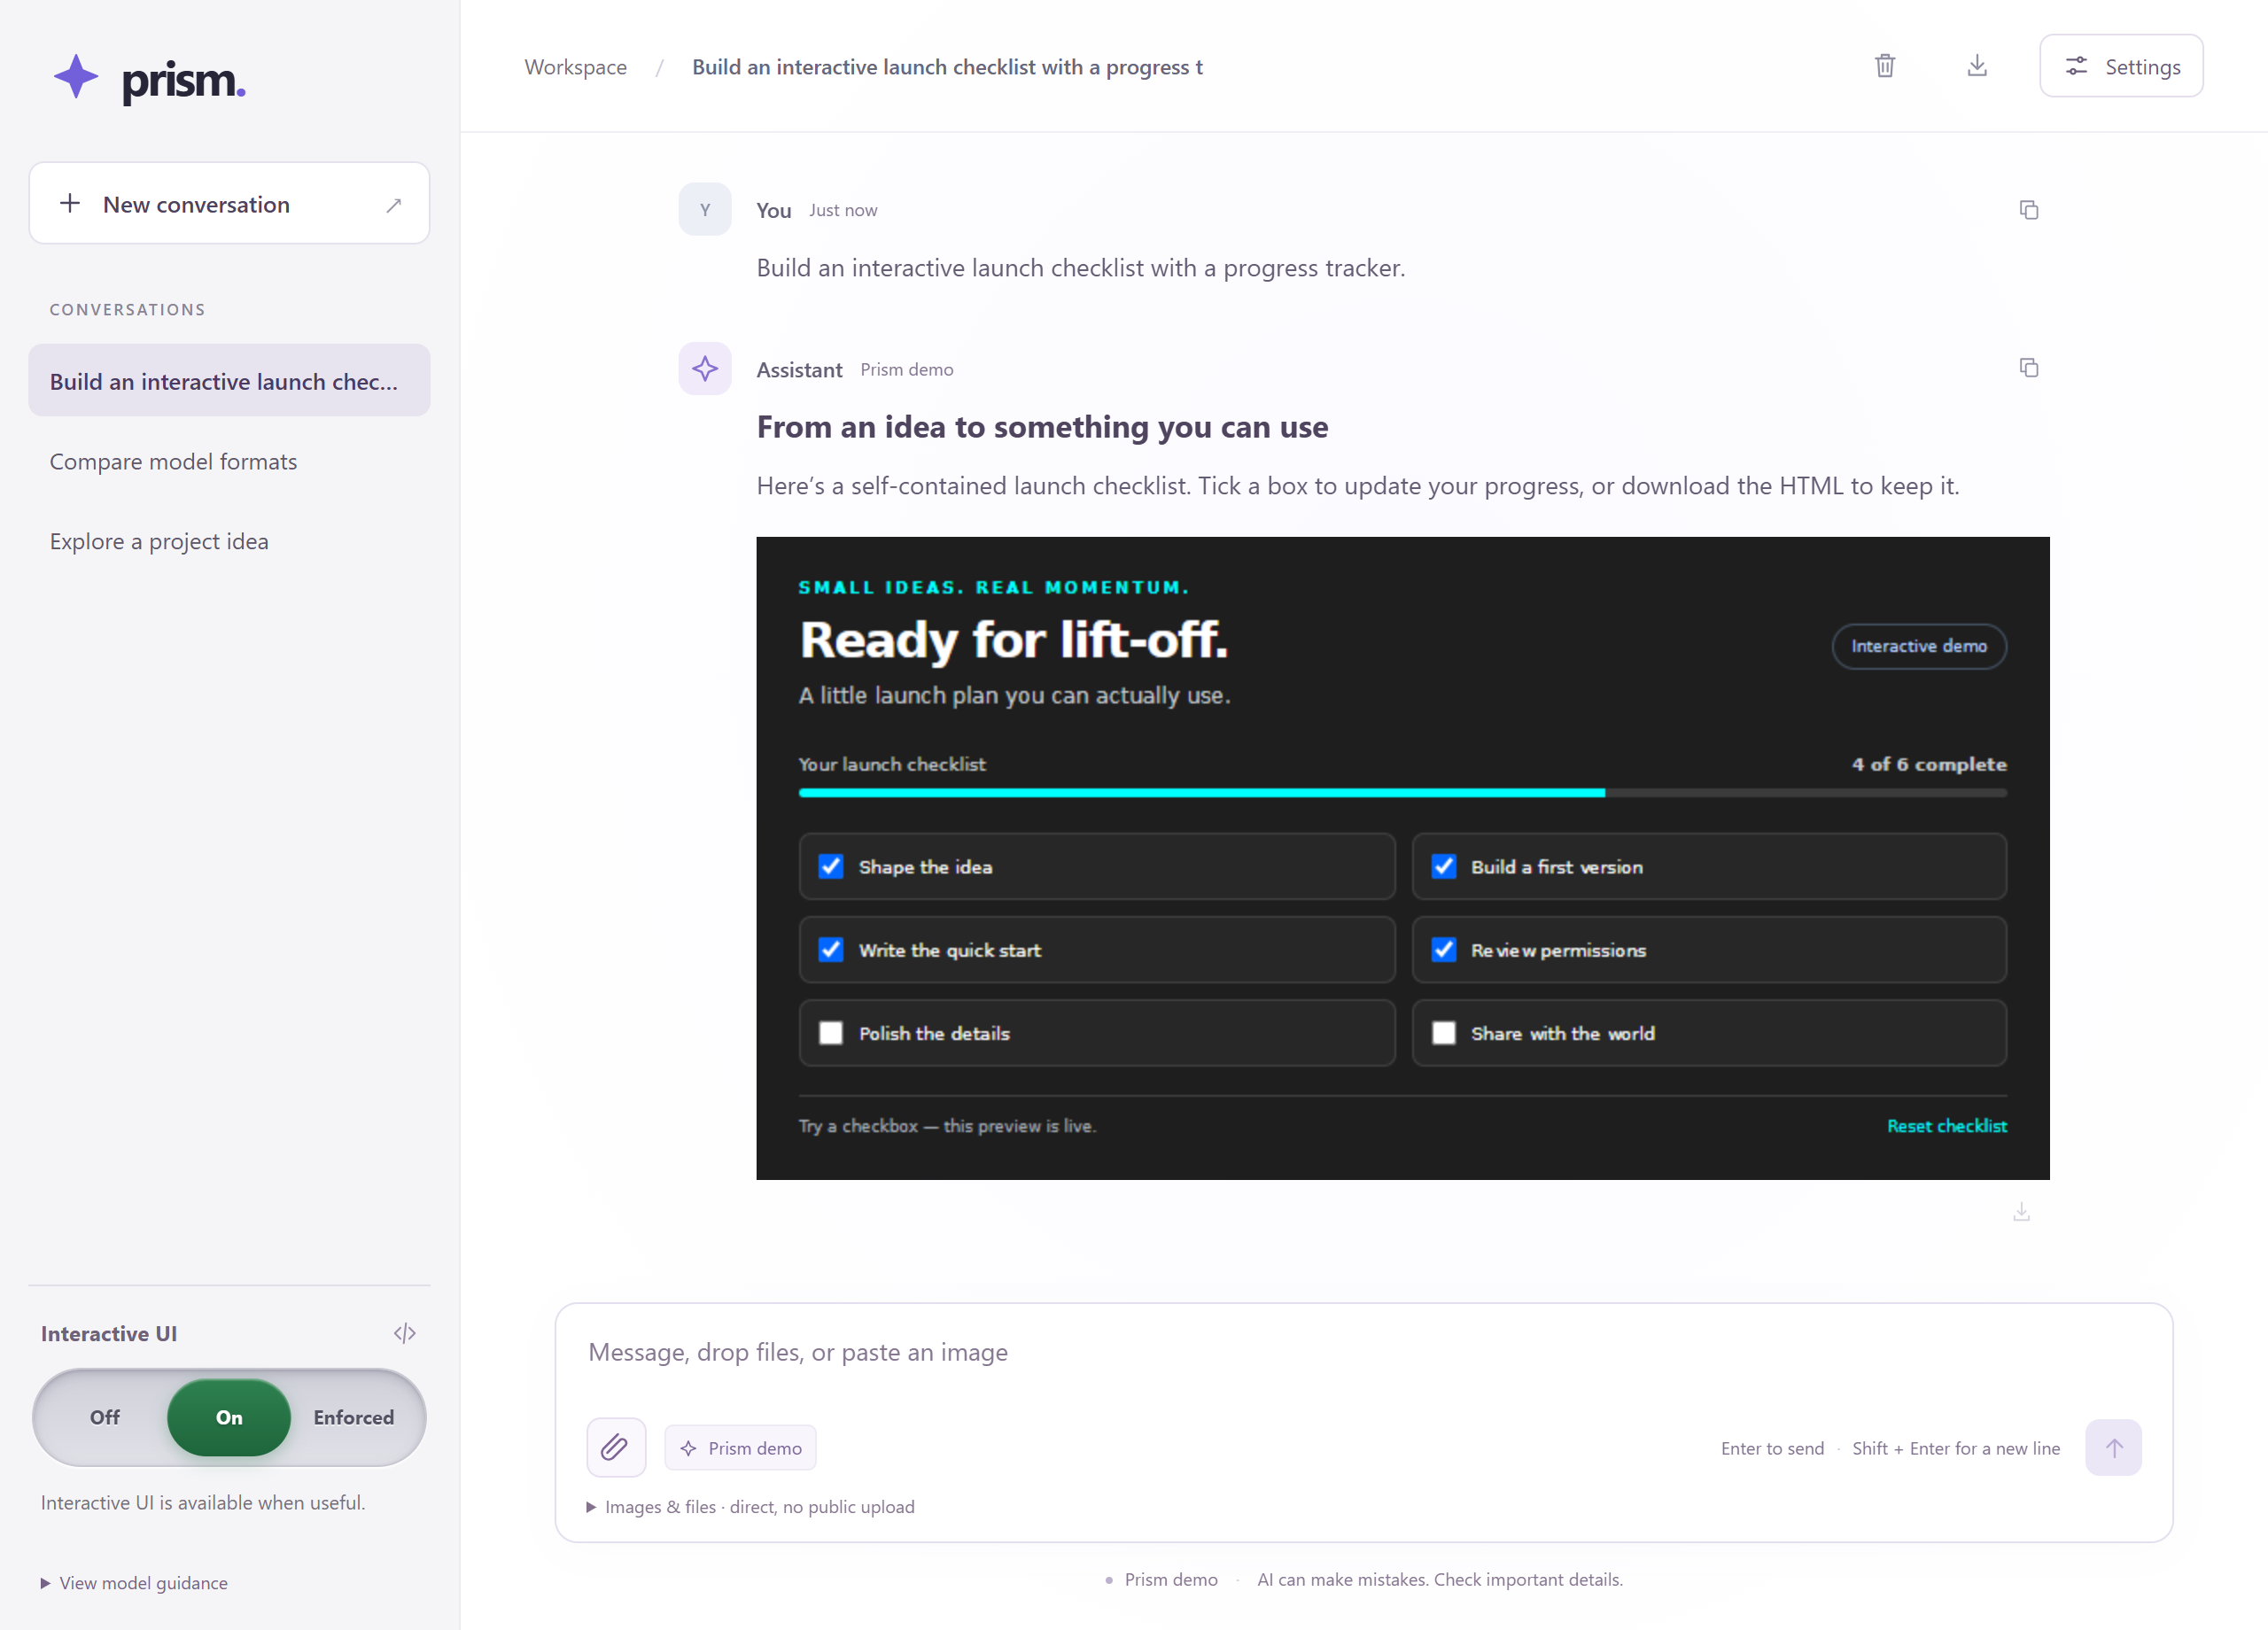 prism.
New conversation
CONVERSATIONS
Build an interactive launch chec...
Compare model formats
Explore a project idea
Interactive UI
Off On Enforced
Interactive UI is available when useful.
View model guidance
Workspace / Build an interactive launch checklist with a progress t
Settings
Y You Just now
Build an interactive launch checklist with a progress tracker.
Assistant Prism demo
From an idea to something you can use
Here’s a self-contained launch checklist. Tick a box to update your progress, or download the HTML to keep it.
SMALL IDEAS. REAL MOMENTUM.
Ready for lift-off.
Interactive demo
A little launch plan you can actually use.
Your launch checklist 4 of 6 complete
Shape the idea Build a first version
Write the quick start Review permissions
Polish the details Share with the world
Try a checkbox — this preview is live. Reset checklist
Message, drop files, or paste an image
Prism demo Enter to send · Shift + Enter for a new line
Images & files · direct, no public upload
Prism demo · AI can make mistakes. Check important details.